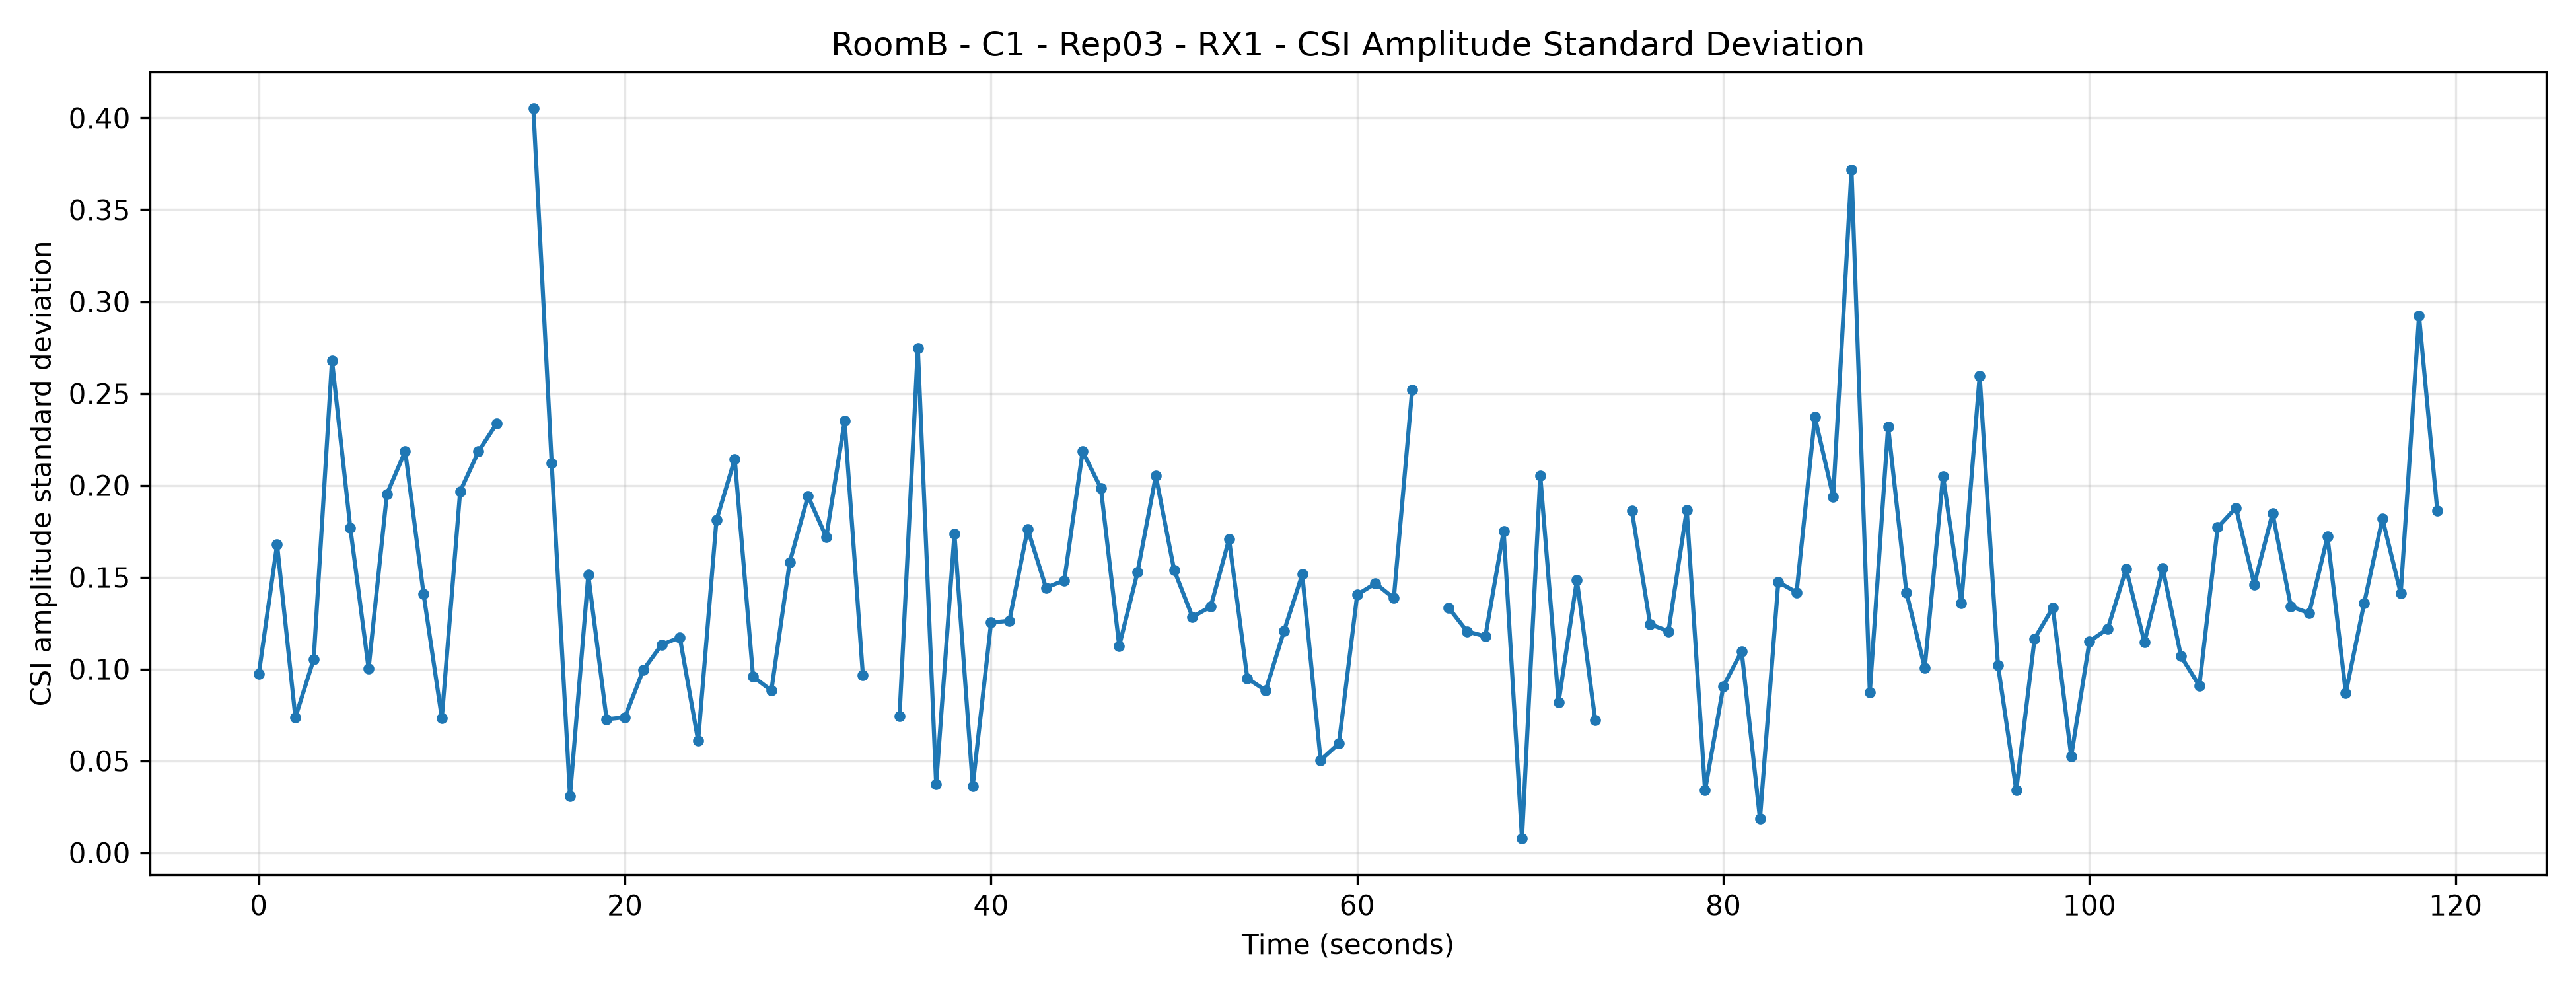 RoomB - C1 - Rep03 - RX1 - CSI Amplitude Standard Deviation
CSI amplitude standard deviation
0.40
0.35
0.30
0.25
0.20
0.15
0.10
0.05
0.00
0 20 40 60 80 100 120
Time (seconds)